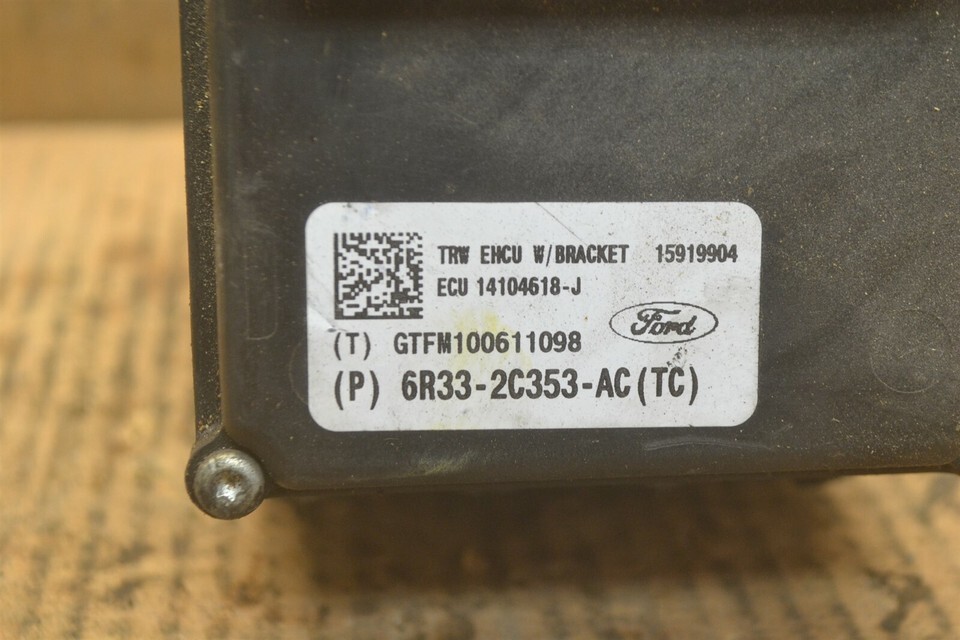 TRW EHCU W/BRACKET 15919904
ECU 14104618-J
Ford
(T) GTFM100611098
(P) 6R33-2C353-AC(TC)